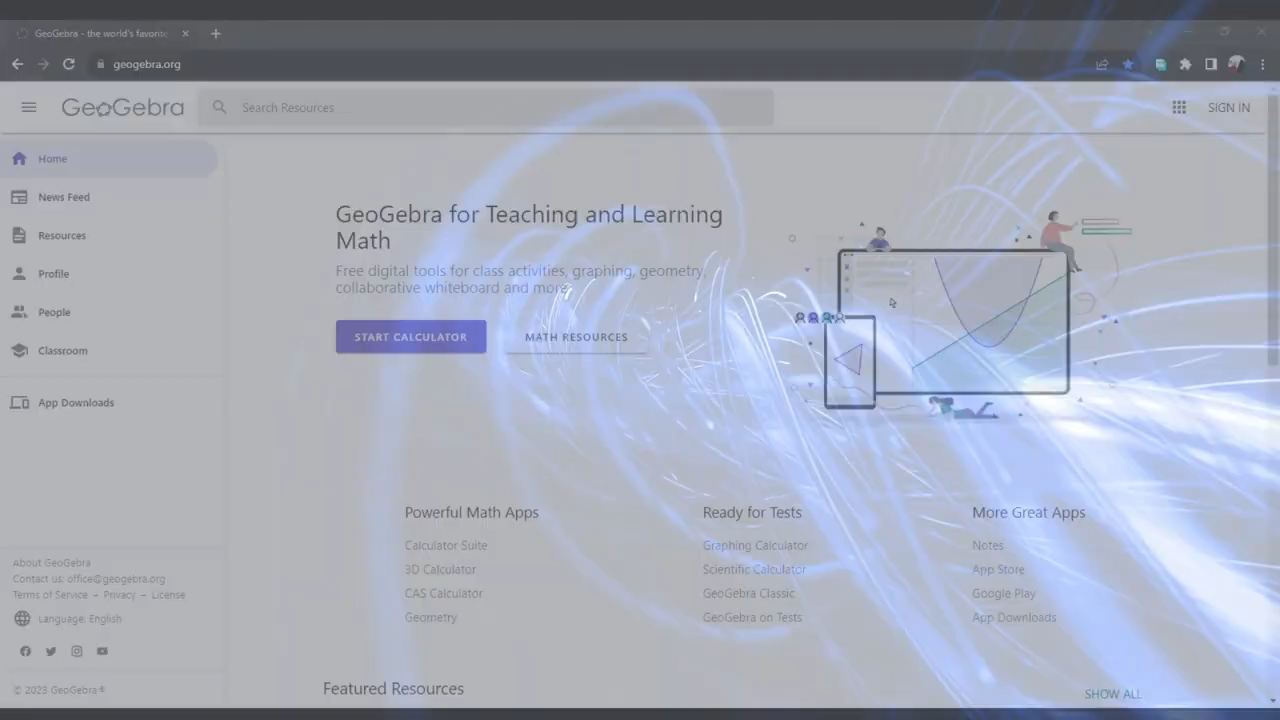 GeoGebra - the world's favorite
geogebra.org
GeoGebra
Search Resources
SIGN IN
Home
News Feed
Resources
Profile
People
Classroom
App Downloads
GeoGebra for Teaching and Learning
Math
Free digital tools for class activities, graphing, geometry,
collaborative whiteboard and more
START CALCULATOR
MATH RESOURCES
Powerful Math Apps
Calculator Suite
3D Calculator
CAS Calculator
Geometry
Ready for Tests
Graphing Calculator
Scientific Calculator
GeoGebra Classic
GeoGebra on Tests
More Great Apps
Notes
App Store
Google Play
App Downloads
About GeoGebra
Contact us: office@geogebra.org
Terms of Service – Privacy – License
Language: English
© 2023 GeoGebra®
Featured Resources
SHOW ALL